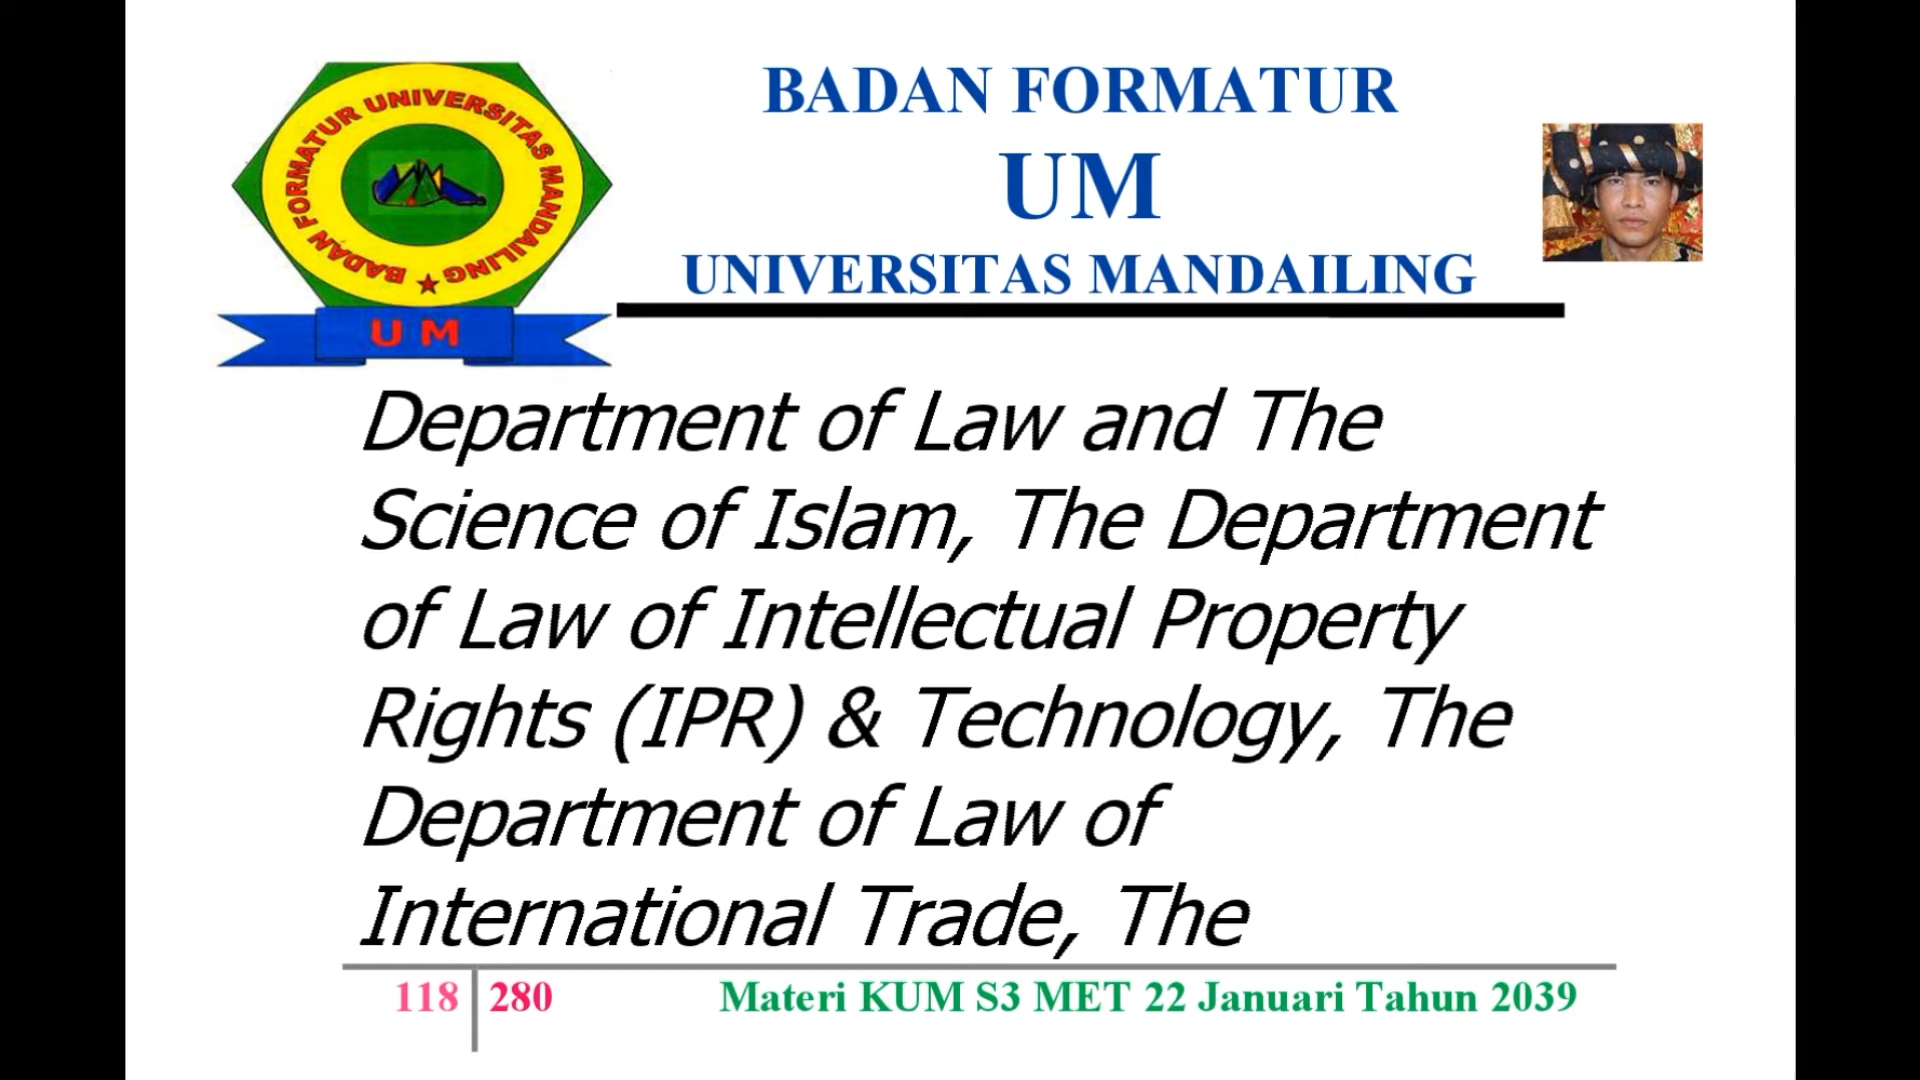 BADAN FORMATUR UNIVERSITAS MANDAILING
UM
BADAN FORMATUR
UM
UNIVERSITAS MANDAILING
Department of Law and The
Science of Islam, The Department
of Law of Intellectual Property
Rights (IPR) & Technology, The
Department of Law of
International Trade, The
118 280 Materi KUM S3 MET 22 Januari Tahun 2039